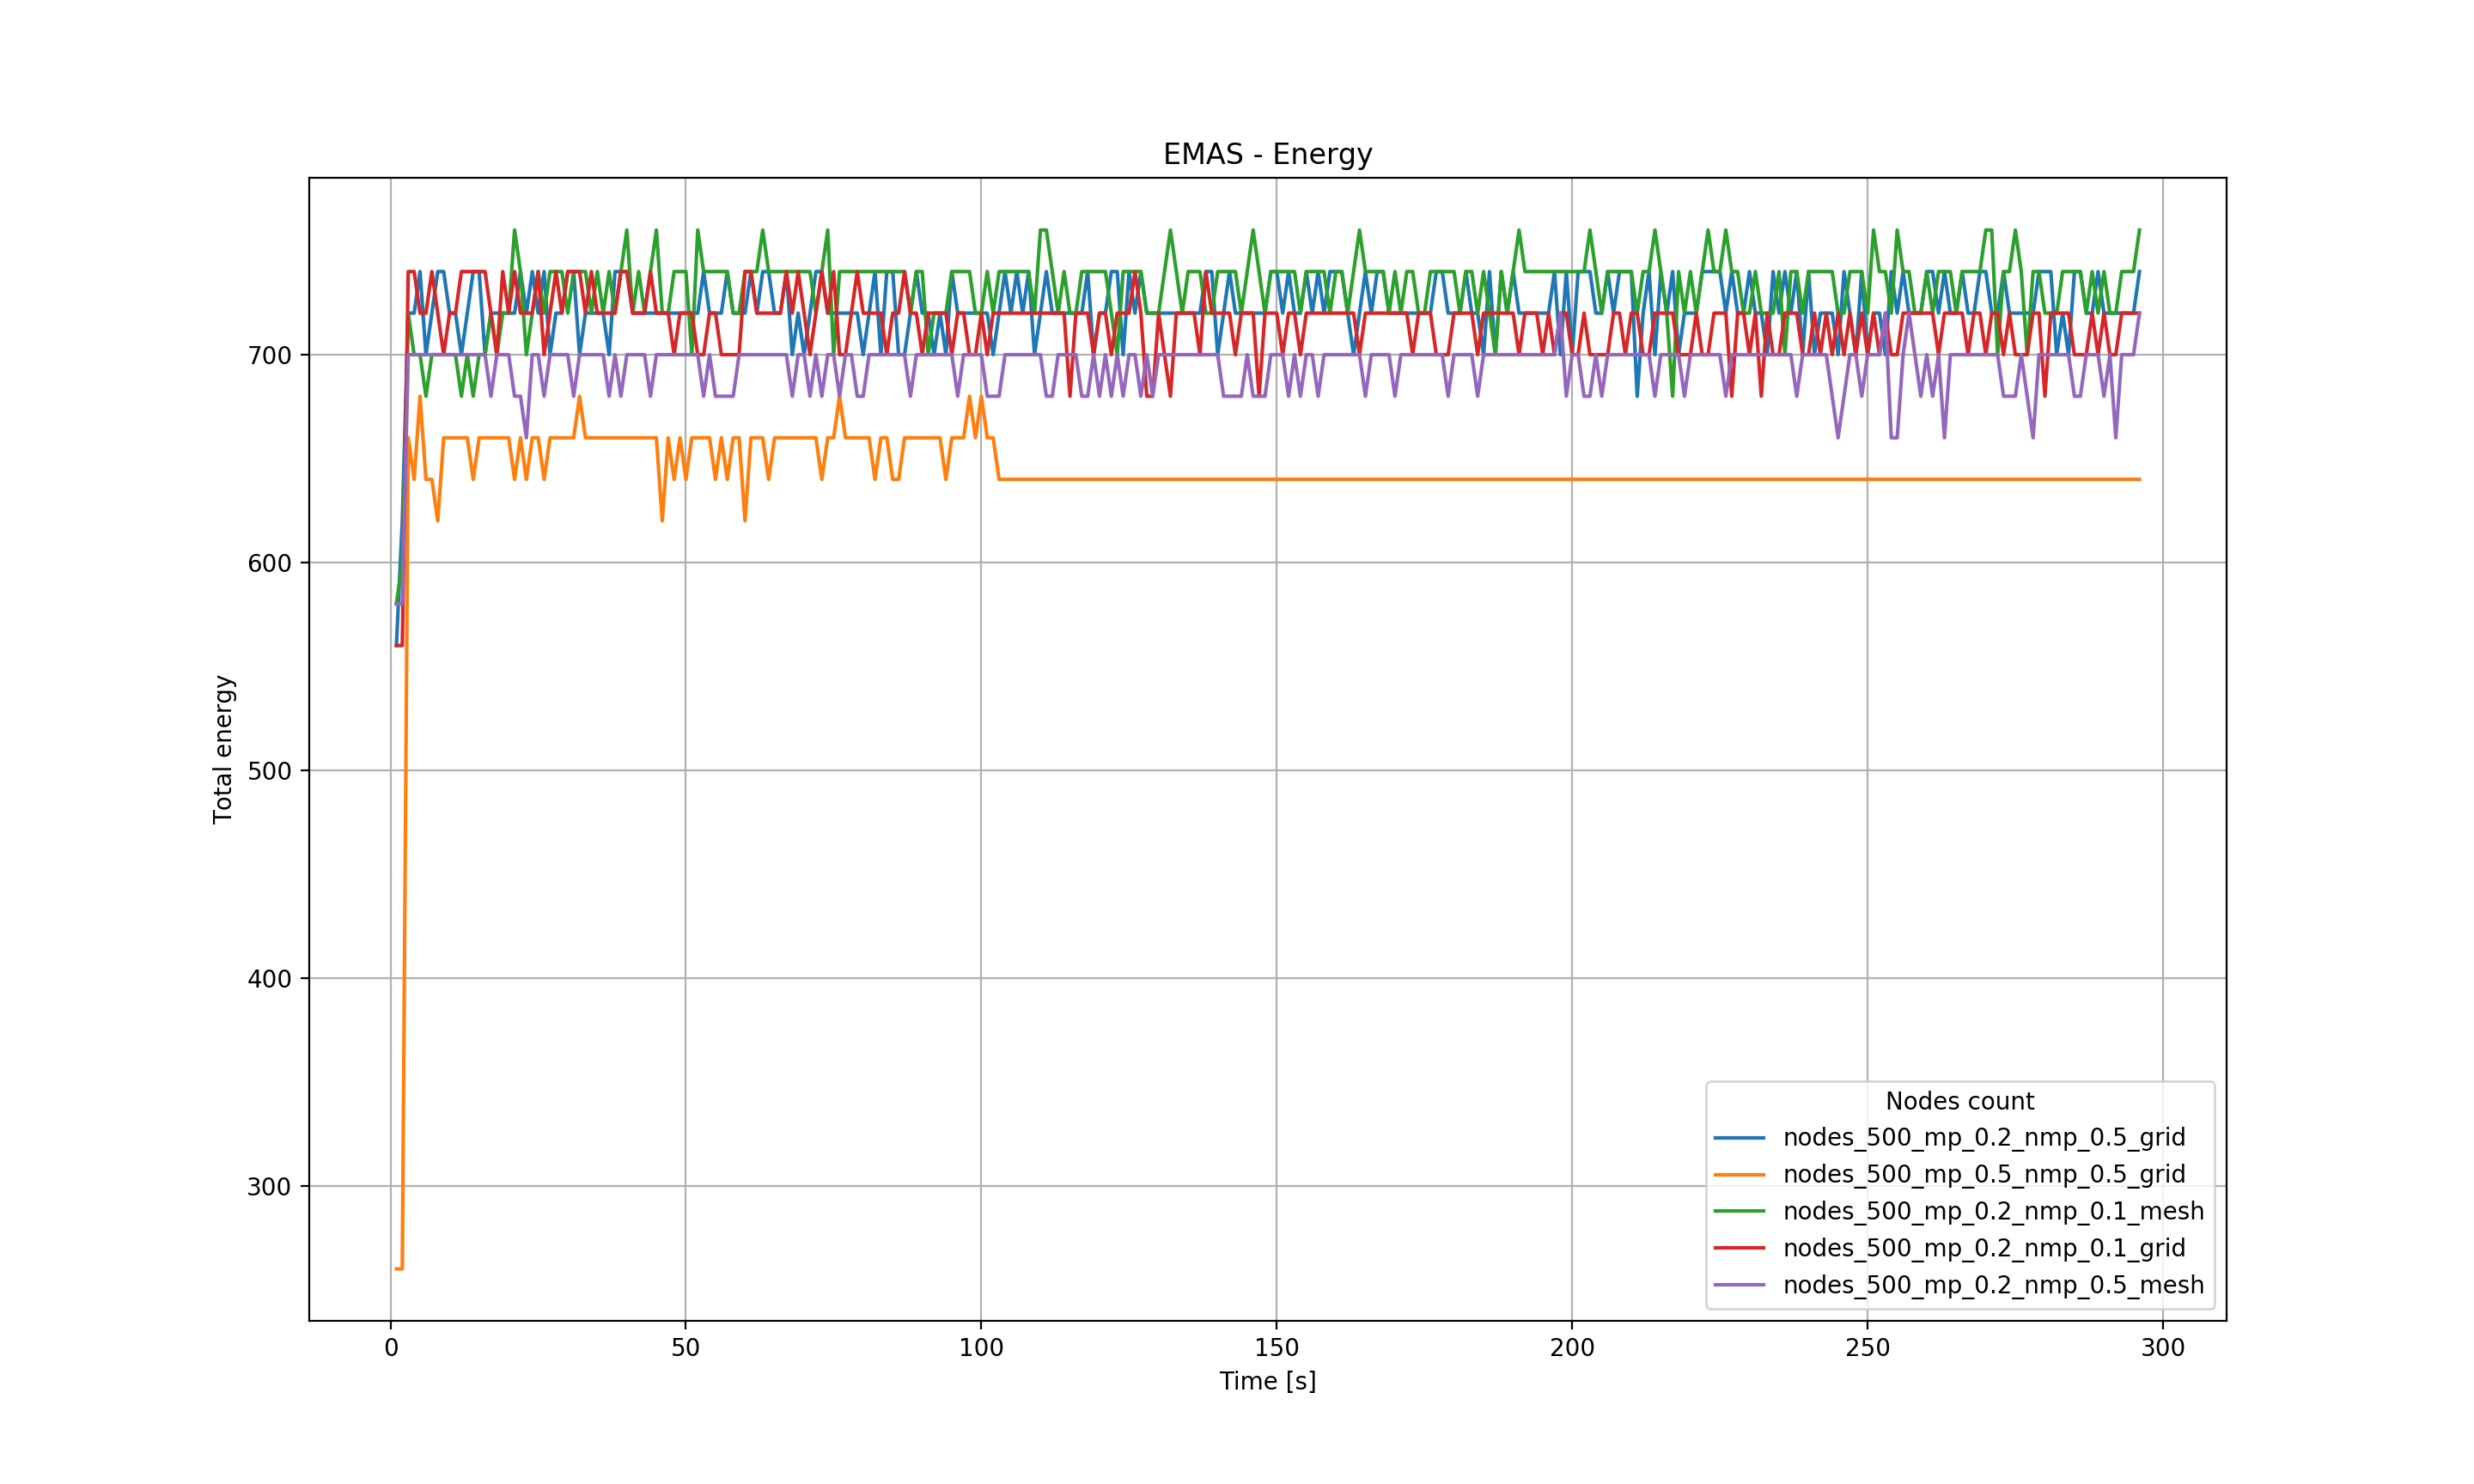 EMAS - Energy
Total energy
700
600
500
400
300
0 50 100 150 200 250 300
Time [s]
Nodes count
nodes_500_mp_0.2_nmp_0.5_grid
nodes_500_mp_0.5_nmp_0.5_grid
nodes_500_mp_0.2_nmp_0.1_mesh
nodes_500_mp_0.2_nmp_0.1_grid
nodes_500_mp_0.2_nmp_0.5_mesh